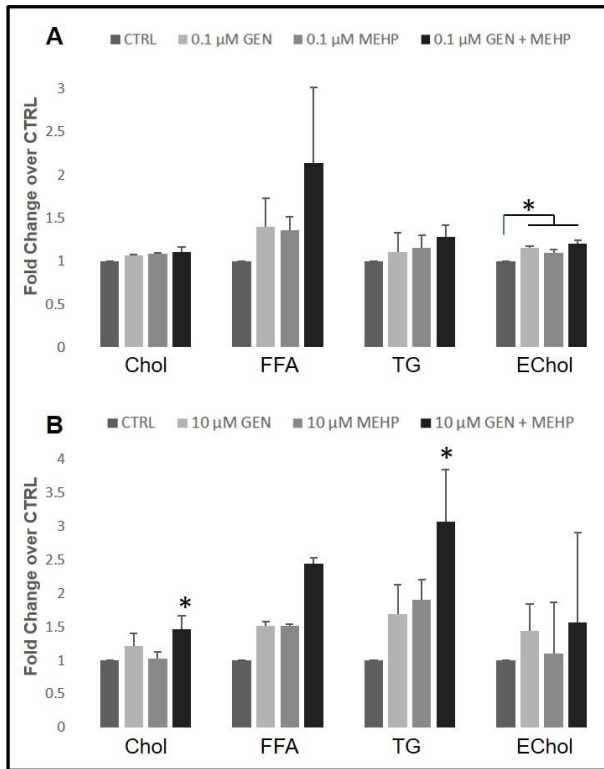 A
CTRL 0.1 µM GEN 0.1 µM MEHP 0.1 µM GEN + MEHP
Fold Change over CTRL
3
2.5
2
1.5
1
0.5
0
*
Chol FFA TG EChol
B
CTRL 10 µM GEN 10 µM MEHP 10 µM GEN + MEHP
Fold Change over CTRL
4
3.5
3
2.5
2
1.5
1
0.5
0
* *
Chol FFA TG EChol